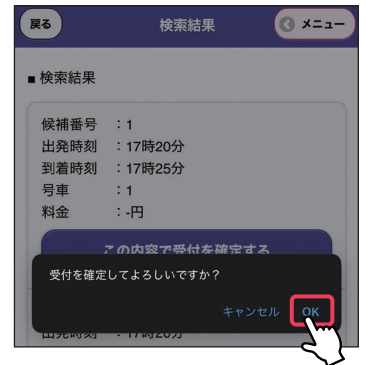 戻る 検索結果 メニュー
■ 検索結果
候補番号 ：1
出発時刻 ：17時20分
到着時刻 ：17時25分
号車 ：1
料金 ：-円
この内容で受付を確定する
受付を確定してよろしいですか？
キャンセル OK
出発時刻 ：17時20分